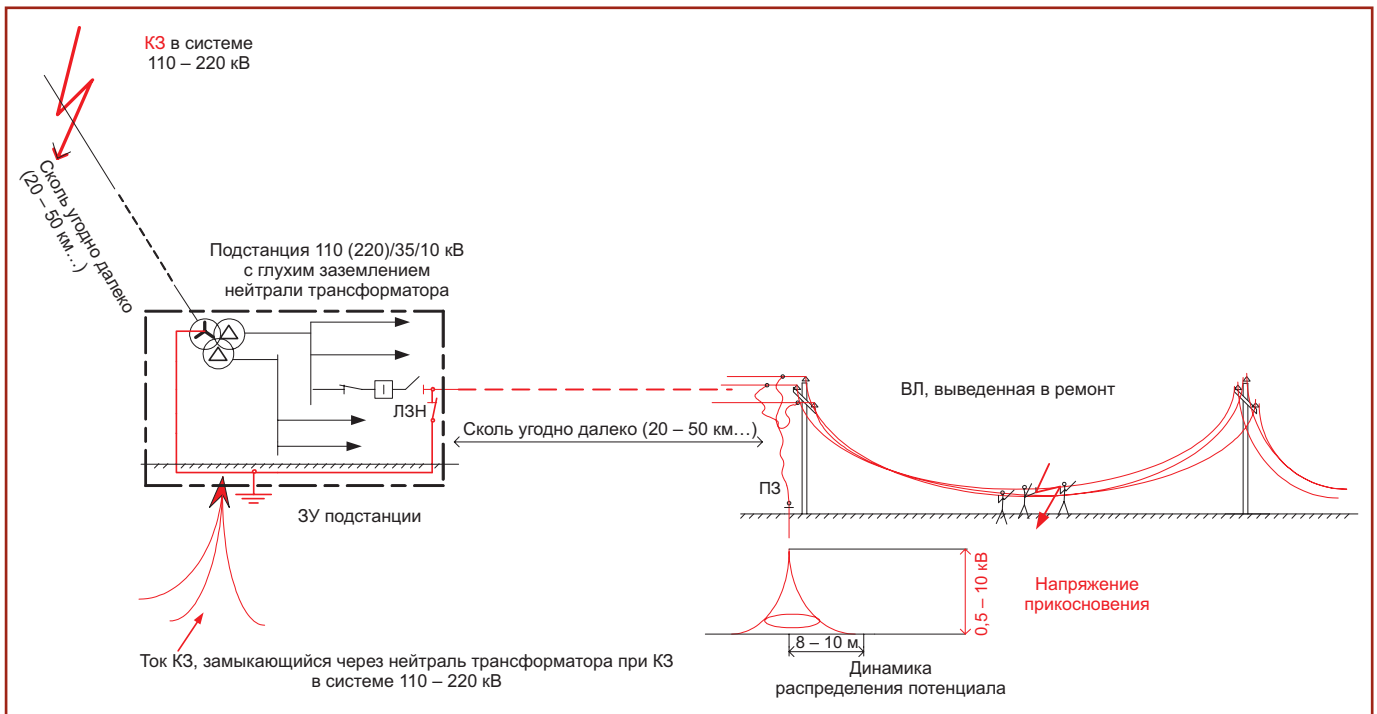 КЗ в системе
110 – 220 кВ
Сколь угодно далеко
(20 – 50 км…)
Подстанция 110 (220)/35/10 кВ
с глухим заземлением
нейтрали трансформатора
ЛЗН
Сколь угодно далеко (20 – 50 км…)
ВЛ, выведенная в ремонт
ПЗ
ЗУ подстанции
0,5 – 10 кВ
Напряжение
прикосновения
8 – 10 м
Ток КЗ, замыкающийся через нейтраль трансформатора при КЗ
в системе 110 – 220 кВ
Динамика
распределения потенциала